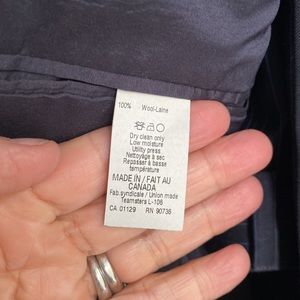 100% Wool-Laine
Dry clean only
Low moisture
Utility press
Nettoyage à sec
Repasser à basse
température
MADE IN / FAIT AU
CANADA
Fab syndicale / Union made
Teamsters L-106
CA 01129 RN 90736